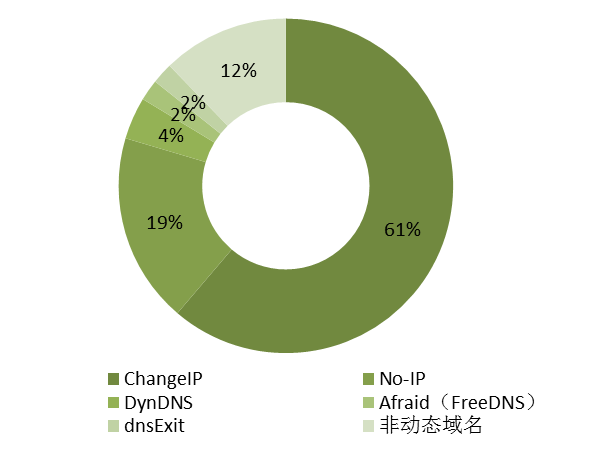 12%
2%
2%
4%
19%
61%
ChangeIP
No-IP
DynDNS
Afraid（FreeDNS）
dnsExit
非动态域名